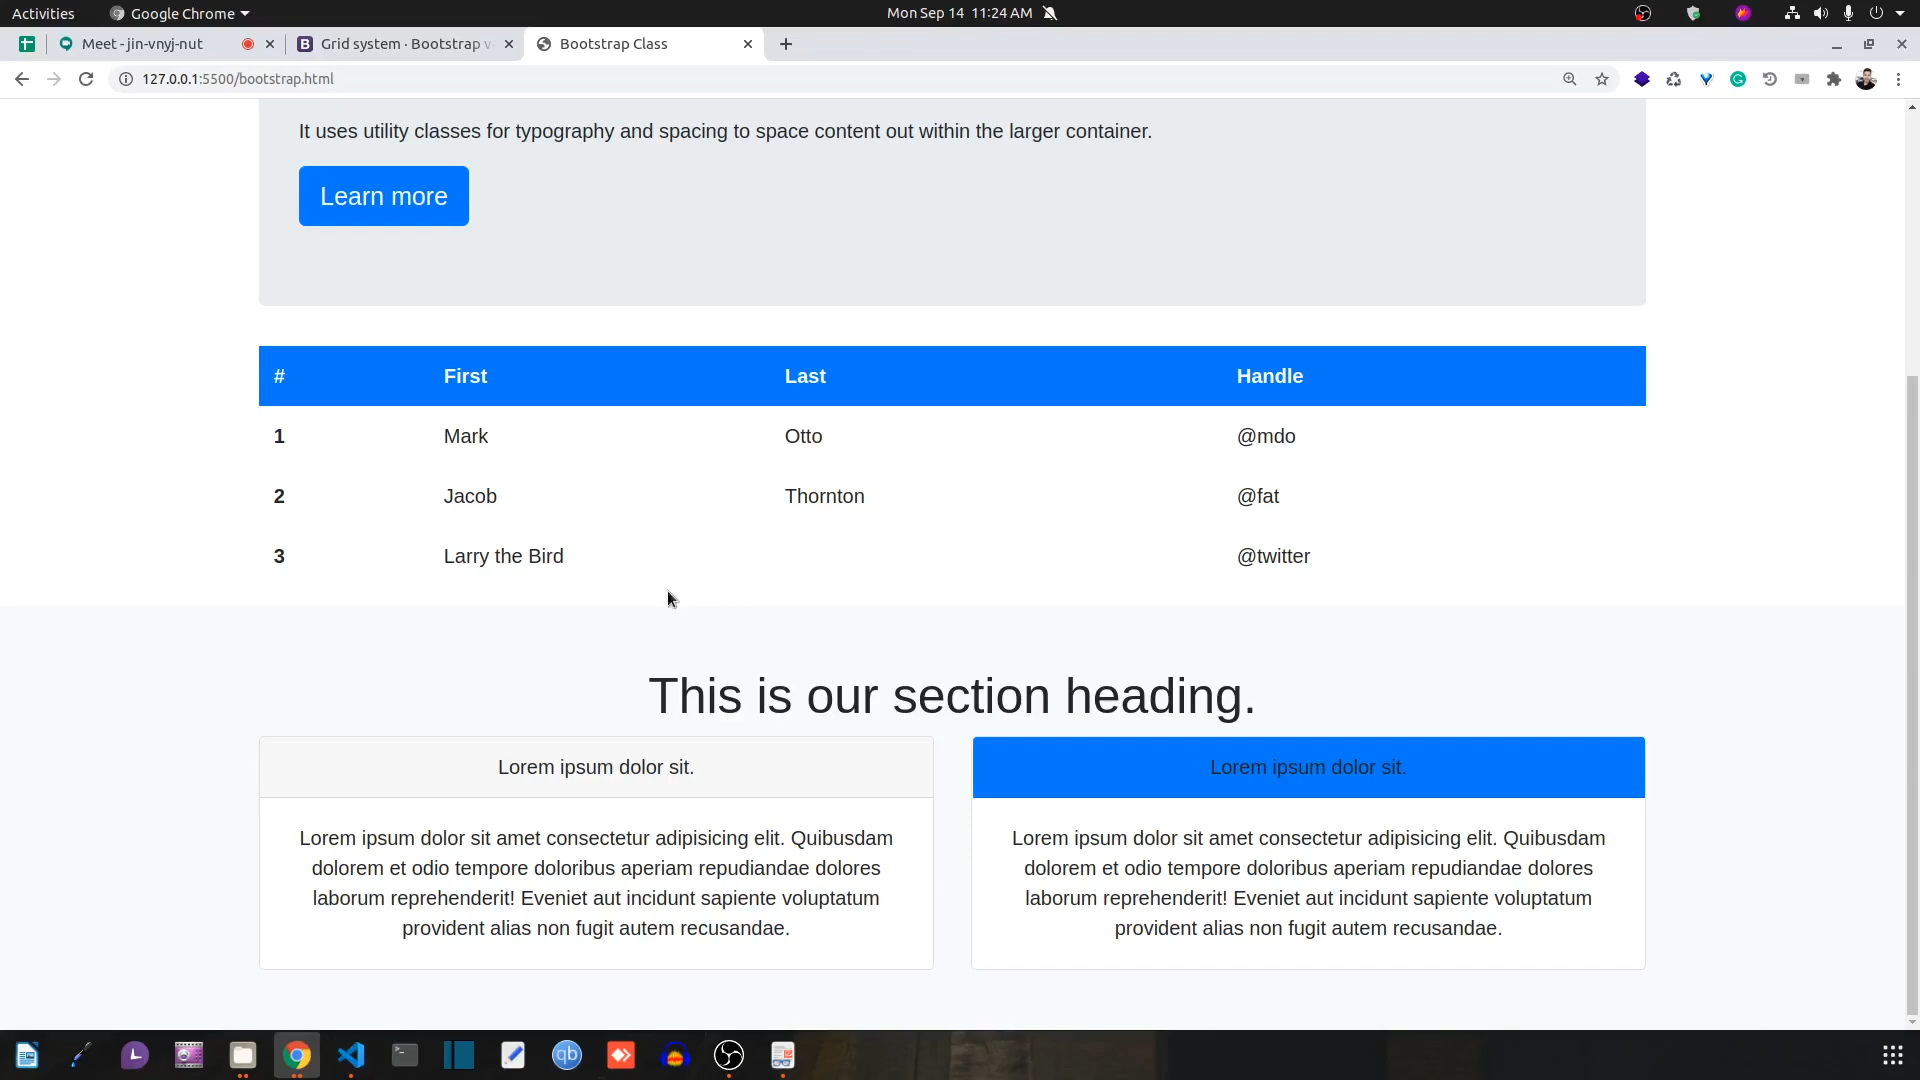 Activities
Google Chrome
Mon Sep 14 11:24 AM
Meet - jin-vnyj-nut
Grid system · Bootstrap v
Bootstrap Class
127.0.0.1:5500/bootstrap.html
It uses utility classes for typography and spacing to space content out within the larger container.
Learn more
# First Last Handle
1 Mark Otto @mdo
2 Jacob Thornton @fat
3 Larry the Bird @twitter
This is our section heading.
Lorem ipsum dolor sit.
Lorem ipsum dolor sit amet consectetur adipisicing elit. Quibusdam
dolorem et odio tempore doloribus aperiam repudiandae dolores
laborum reprehenderit! Eveniet aut incidunt sapiente voluptatum
provident alias non fugit autem recusandae.
Lorem ipsum dolor sit.
Lorem ipsum dolor sit amet consectetur adipisicing elit. Quibusdam
dolorem et odio tempore doloribus aperiam repudiandae dolores
laborum reprehenderit! Eveniet aut incidunt sapiente voluptatum
provident alias non fugit autem recusandae.
qb